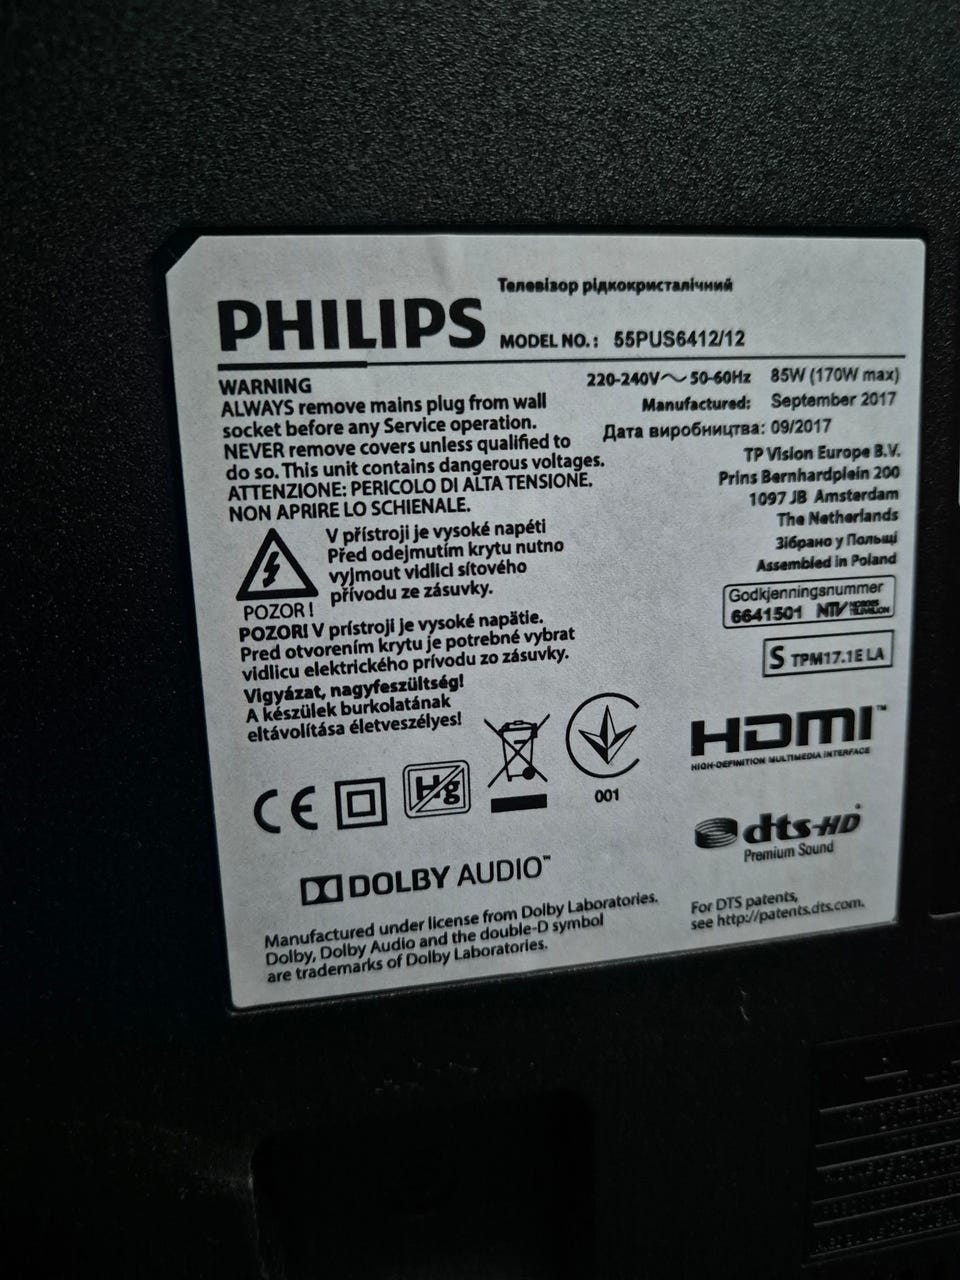 Телевізор рідкокристалічний
PHILIPS
MODEL NO.: 55PUS6412/12
WARNING
ALWAYS remove mains plug from wall
socket before any Service operation.
NEVER remove covers unless qualified to
do so. This unit contains dangerous voltages.
ATTENZIONE: PERICOLO DI ALTA TENSIONE.
NON APRIRE LO SCHIENALE.
220-240V~ 50-60Hz 85W (170W max)
Manufactured: September 2017
Дата виробництва: 09/2017
TP Vision Europe B.V.
Prins Bernhardplein 200
1097 JB Amsterdam
The Netherlands
Зібрано у Польщі
Assembled in Poland
V přístroji je vysoké napětí
Před odejmutím krytu nutno
vyjmout vidlici síťového
přívodu ze zásuvky.
POZOR!
POZOR! V prístroji je vysoké napätie.
Pred otvorením krytu je potrebné vybrat
vidlicu elektrického prívodu zo zásuvky.
Vigyázat, nagyfeszültség!
A készülek burkolatának
eltávolítása életveszélyes!
Godkjenningsnummer
6641501 NTV NORGES TELEVISJON
S TPM17.1E LA
HDMI™
HIGH-DEFINITION MULTIMEDIA INTERFACE
CE
Hg
001
dts-HD
Premium Sound
DOLBY AUDIO™
Manufactured under license from Dolby Laboratories.
Dolby, Dolby Audio and the double-D symbol
are trademarks of Dolby Laboratories.
For DTS patents,
see http://patents.dts.com.